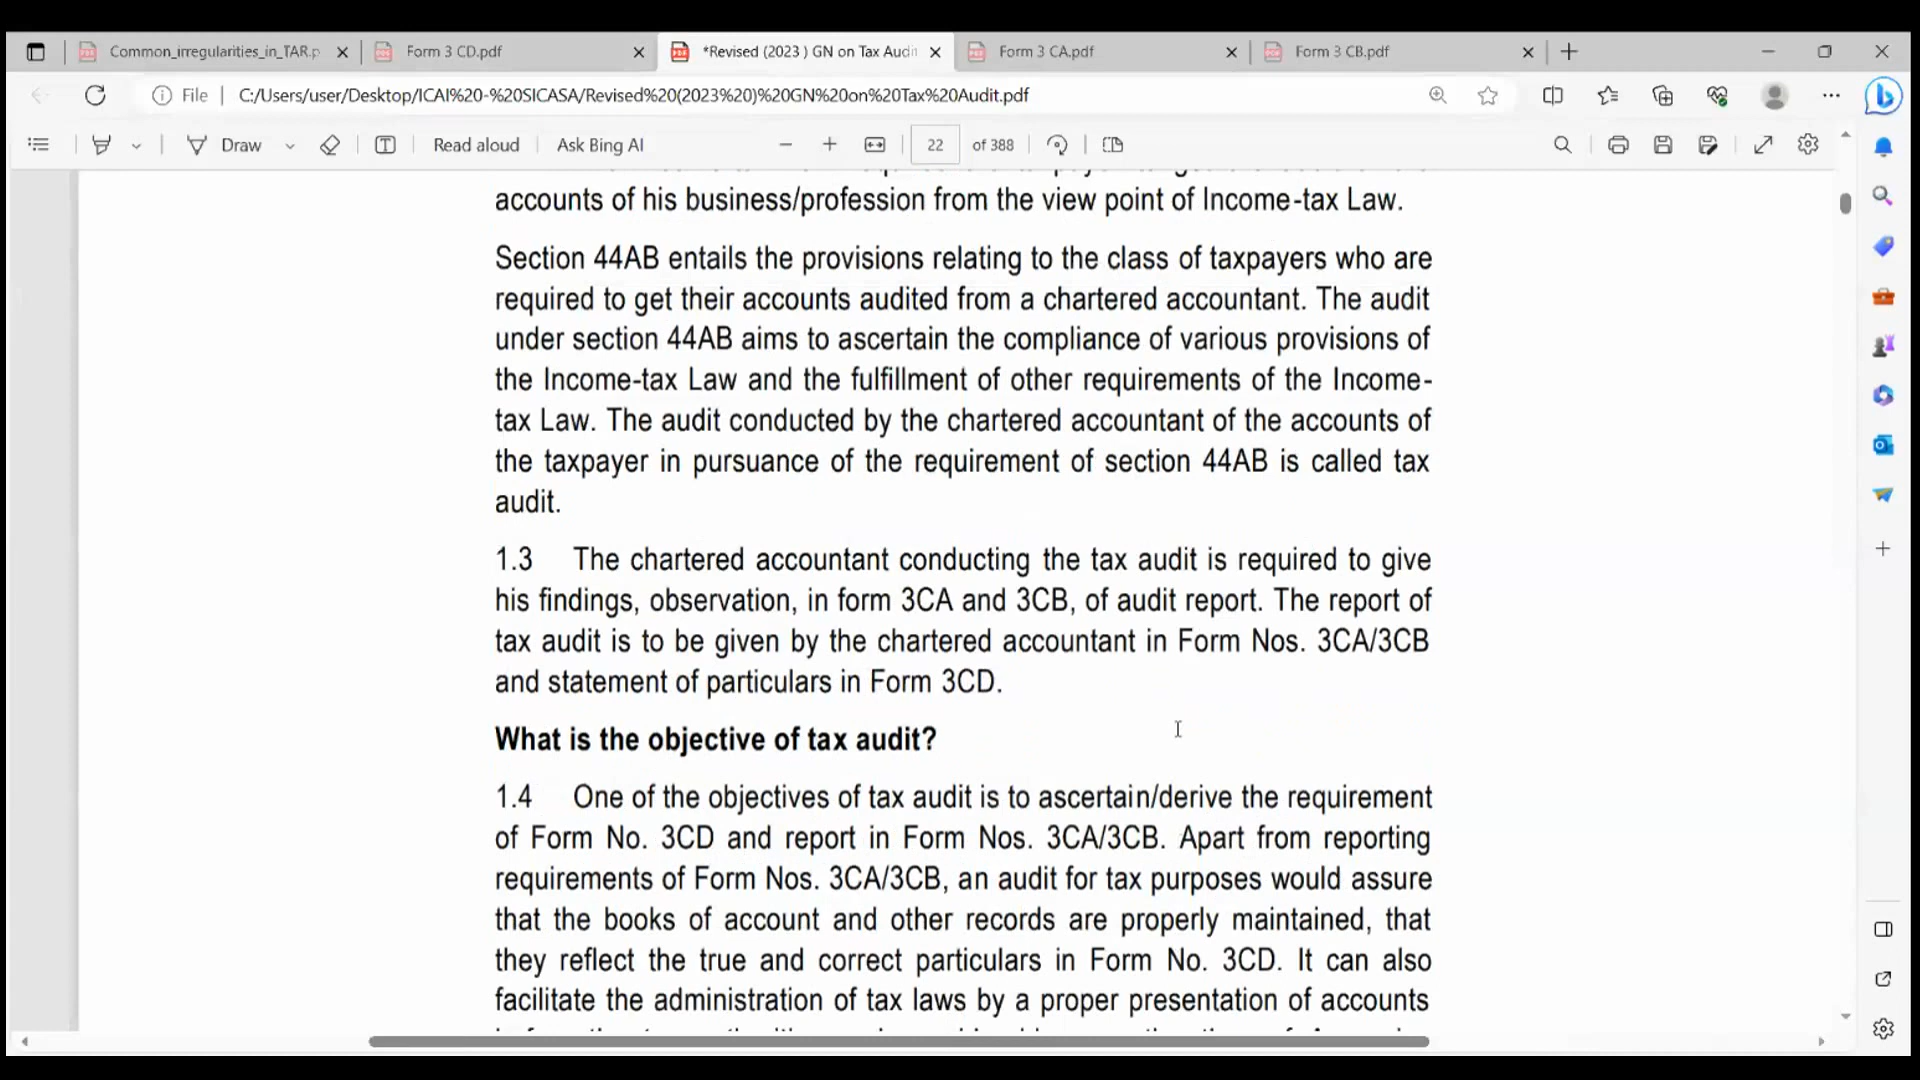 Common_irregularities_in_TAR.p
Form 3 CD.pdf
*Revised (2023 ) GN on Tax Audit
Form 3 CA.pdf
Form 3 CB.pdf
File
C:/Users/user/Desktop/ICAI%20-%20SICASA/Revised%20(2023%20)%20GN%20on%20Tax%20Audit.pdf
Draw
Read aloud
Ask Bing AI
22
of 388
accounts of his business/profession from the view point of Income-tax Law.
Section 44AB entails the provisions relating to the class of taxpayers who are
required to get their accounts audited from a chartered accountant. The audit
under section 44AB aims to ascertain the compliance of various provisions of
the Income-tax Law and the fulfillment of other requirements of the Income-
tax Law. The audit conducted by the chartered accountant of the accounts of
the taxpayer in pursuance of the requirement of section 44AB is called tax
audit.
1.3 The chartered accountant conducting the tax audit is required to give
his findings, observation, in form 3CA and 3CB, of audit report. The report of
tax audit is to be given by the chartered accountant in Form Nos. 3CA/3CB
and statement of particulars in Form 3CD.
What is the objective of tax audit?
1.4 One of the objectives of tax audit is to ascertain/derive the requirement
of Form No. 3CD and report in Form Nos. 3CA/3CB. Apart from reporting
requirements of Form Nos. 3CA/3CB, an audit for tax purposes would assure
that the books of account and other records are properly maintained, that
they reflect the true and correct particulars in Form No. 3CD. It can also
facilitate the administration of tax laws by a proper presentation of accounts